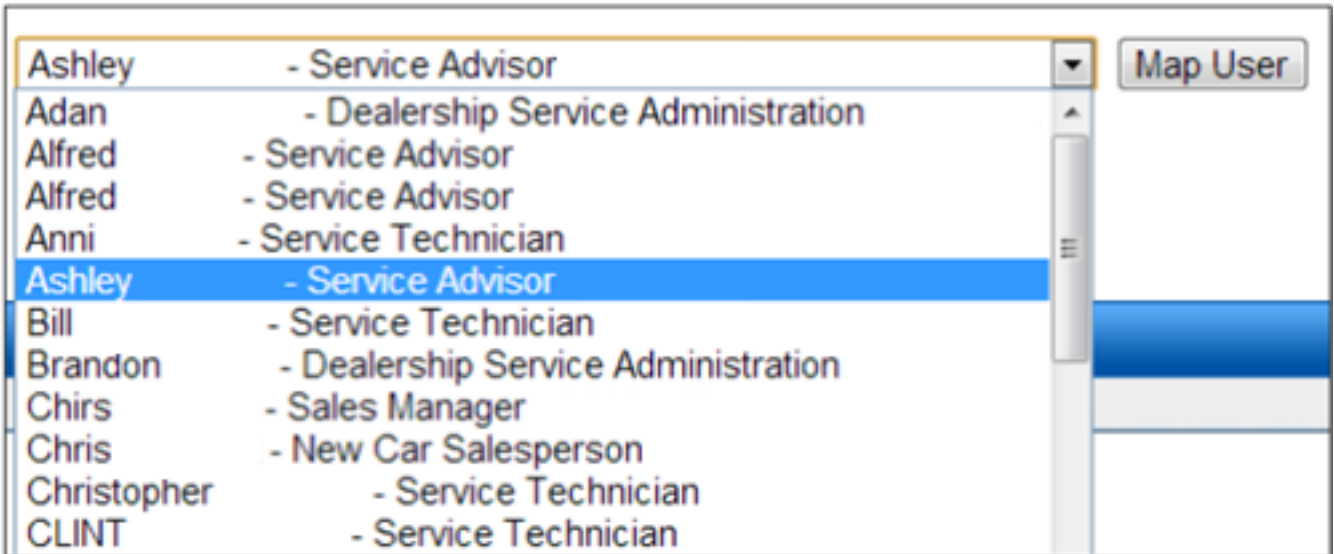 Ashley - Service Advisor Map User
Adan - Dealership Service Administration
Alfred - Service Advisor
Alfred - Service Advisor
Anni - Service Technician
Ashley - Service Advisor
Bill - Service Technician
Brandon - Dealership Service Administration
Chirs - Sales Manager
Chris - New Car Salesperson
Christopher - Service Technician
CLINT - Service Technician